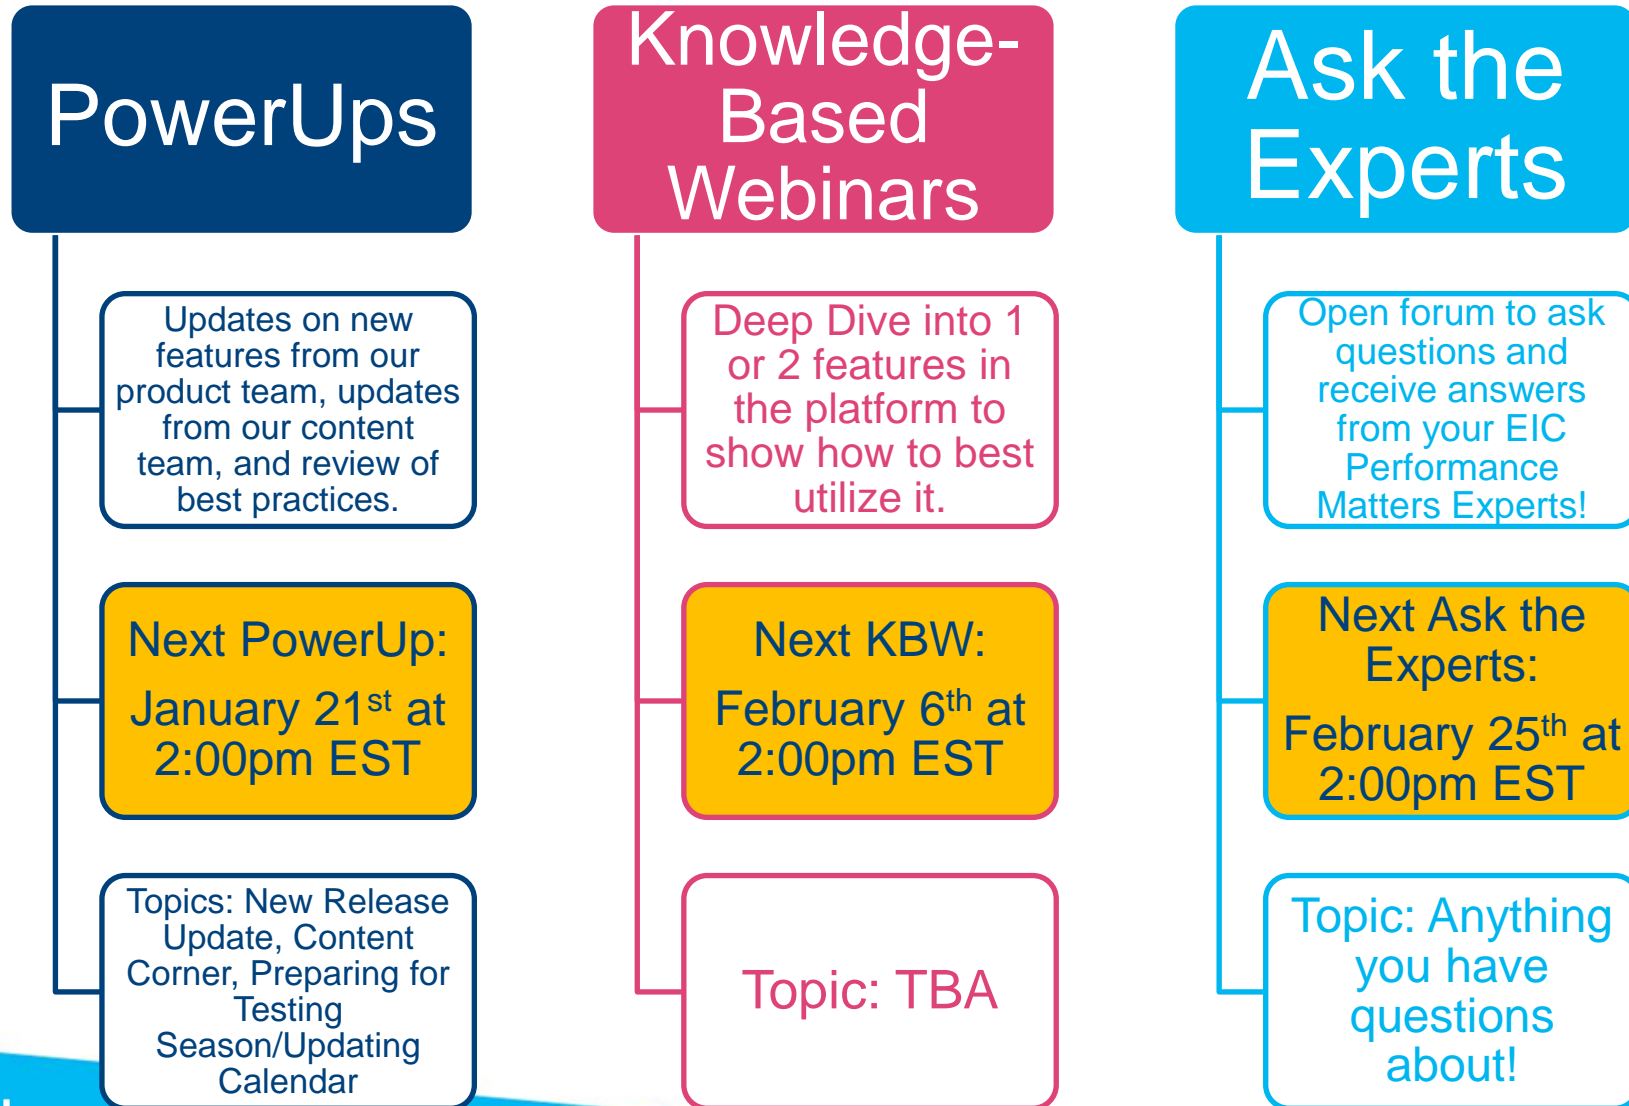 PowerUps
Updates on new
features from our
product team, updates
from our content
team, and review of
best practices.
Next PowerUp:
January 21st at
2:00pm EST
Topics: New Release
Update, Content
Corner, Preparing for
Testing
Season/Updating
Calendar
Knowledge-
Based
Webinars
Deep Dive into 1
or 2 features in
the platform to
show how to best
utilize it.
Next KBW:
February 6th at
2:00pm EST
Topic: TBA
Ask the
Experts
Open forum to ask
questions and
receive answers
from your EIC
Performance
Matters Experts!
Next Ask the
Experts:
February 25th at
2:00pm EST
Topic: Anything
you have
questions
about!